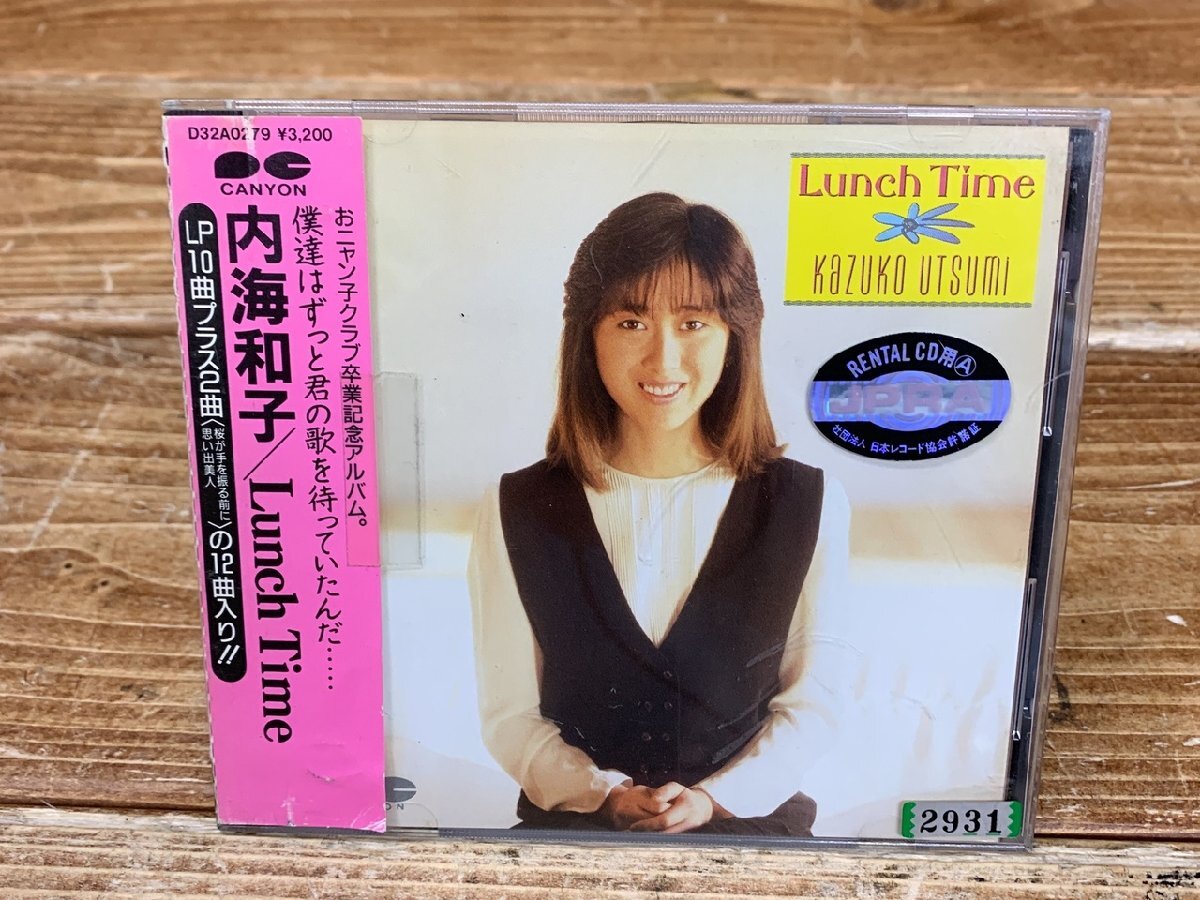 D32A0279 ¥3,200
CANYON
おニャン子クラブ卒業記念アルバム。
僕達はずっと君の歌を待っていたんだ……
内海和子/Lunch Time
LP10曲プラス2曲〈桜が手を振る前に
思い出美人〉の12曲入り!!
Lunch Time
KAZUKO UTSUMI
RENTAL CD用Ⓐ
JPRA
社団法人 日本レコード協会許諾証
ON
2931